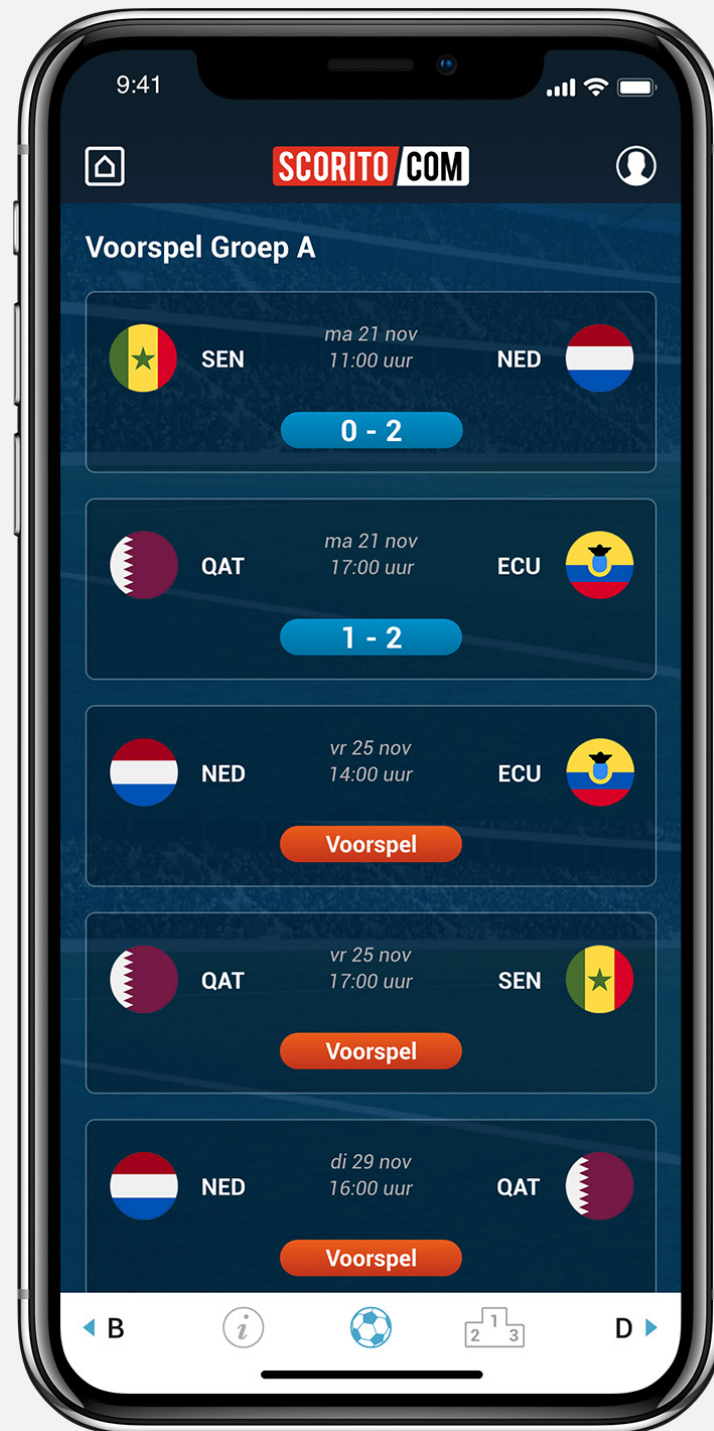 9:41
SCORITO/COM
Voorspel Groep A
ma 21 nov
SEN 11:00 uur NED
0 - 2
ma 21 nov
QAT 17:00 uur ECU
1 - 2
vr 25 nov
NED 14:00 uur ECU
Voorspel
vr 25 nov
QAT 17:00 uur SEN
Voorspel
di 29 nov
NED 16:00 uur QAT
Voorspel
B i 2 1 3 D